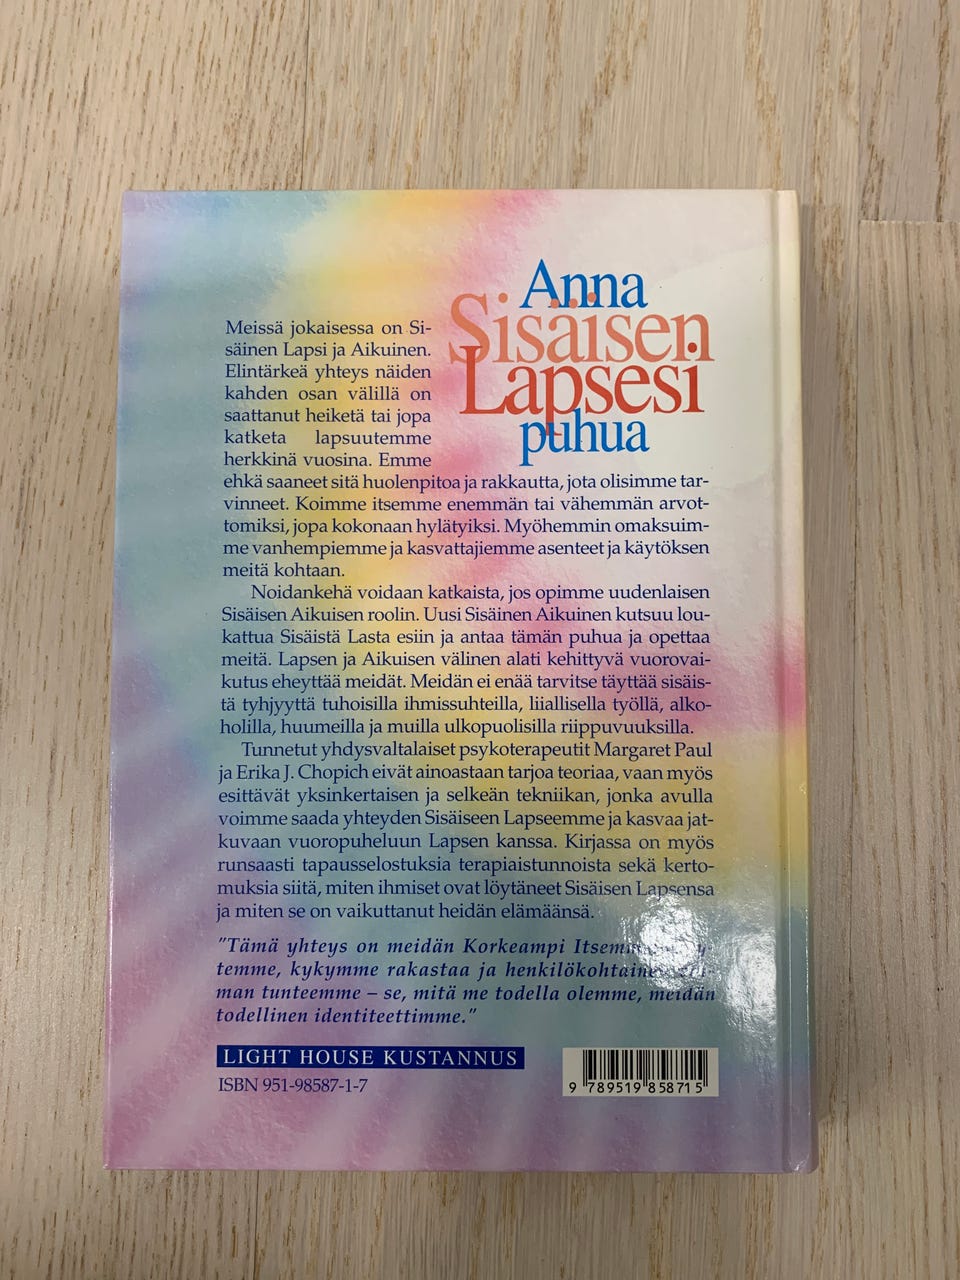 Anna
Sisäisen
Lapsesi
puhua
Meissä jokaisessa on Si-
säinen Lapsi ja Aikuinen.
Elintärkeä yhteys näiden
kahden osan välillä on
saattanut heiketä tai jopa
katketa lapsuutemme
herkkinä vuosina. Emme
ehkä saaneet sitä huolenpitoa ja rakkautta, jota olisimme tar-
vinneet. Koimme itsemme enemmän tai vähemmän arvot-
tomiksi, jopa kokonaan hylätyiksi. Myöhemmin omaksuim-
me vanhempiemme ja kasvattajiemme asenteet ja käytöksen
meitä kohtaan.
Noidankehä voidaan katkaista, jos opimme uudenlaisen
Sisäisen Aikuisen roolin. Uusi Sisäinen Aikuinen kutsuu lou-
kattua Sisäistä Lasta esiin ja antaa tämän puhua ja opettaa
meitä. Lapsen ja Aikuisen välinen alati kehittyvä vuorovai-
kutus eheyttää meidät. Meidän ei enää tarvitse täyttää sisäis-
tä tyhjyyttä tuhoisilla ihmissuhteilla, liiallisella työllä, alko-
holilla, huumeilla ja muilla ulkopuolisilla riippuvuuksilla.
Tunnetut yhdysvaltalaiset psykoterapeutit Margaret Paul
ja Erika J. Chopich eivät ainoastaan tarjoa teoriaa, vaan myös
esittävät yksinkertaisen ja selkeän tekniikan, jonka avulla
voimme saada yhteyden Sisäiseen Lapseemme ja kasvaa jat-
kuvaan vuoropuheluun Lapsen kanssa. Kirjassa on myös
runsaasti tapausselostuksia terapiaistunnoista sekä kerto-
muksia siitä, miten ihmiset ovat löytäneet Sisäisen Lapsensa
ja miten se on vaikuttanut heidän elämäänsä.
"Tämä yhteys on meidän Korkeampi
temme, kykymme rakastaa ja
man tunteemme – se, mitä me todella olemme, meidän
todellinen identiteettimme."
LIGHT HOUSE KUSTANNUS
ISBN 951-98587-1-7
9 789519 858715